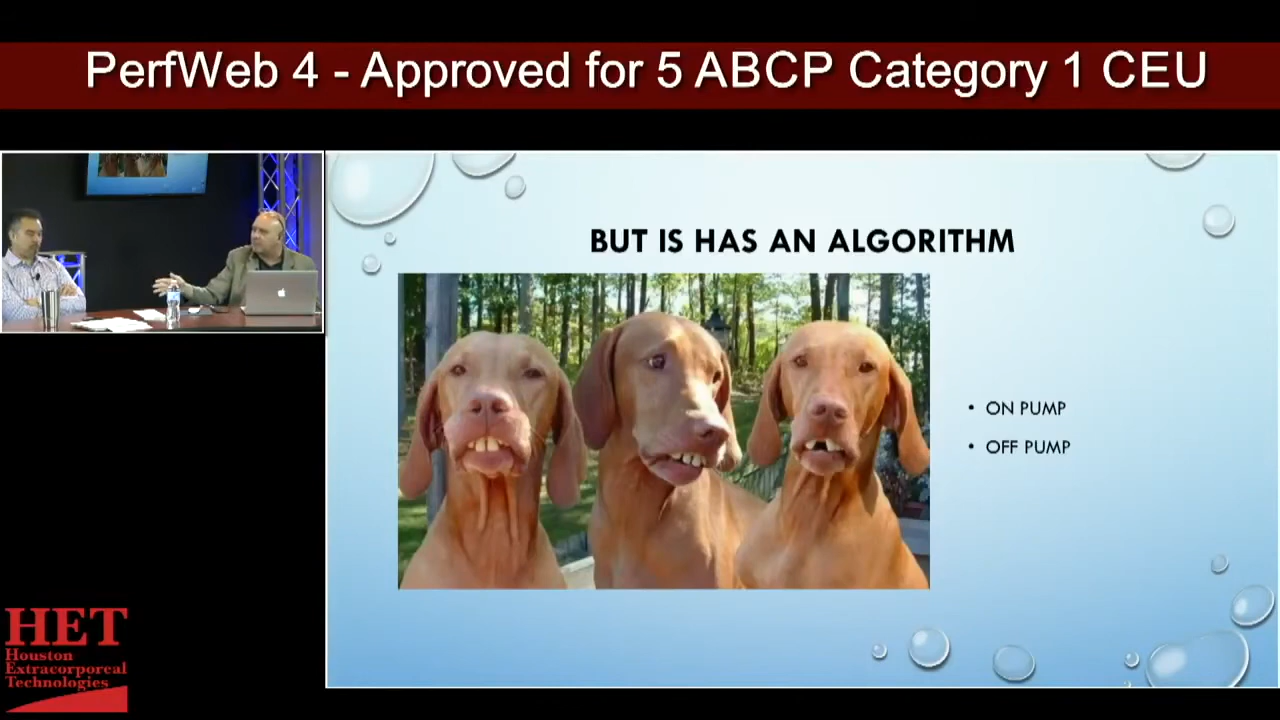 PerfWeb 4 - Approved for 5 ABCP Category 1 CEU
BUT IS HAS AN ALGORITHM
• ON PUMP
• OFF PUMP
HET
Houston
Extracorporeal
Technologies